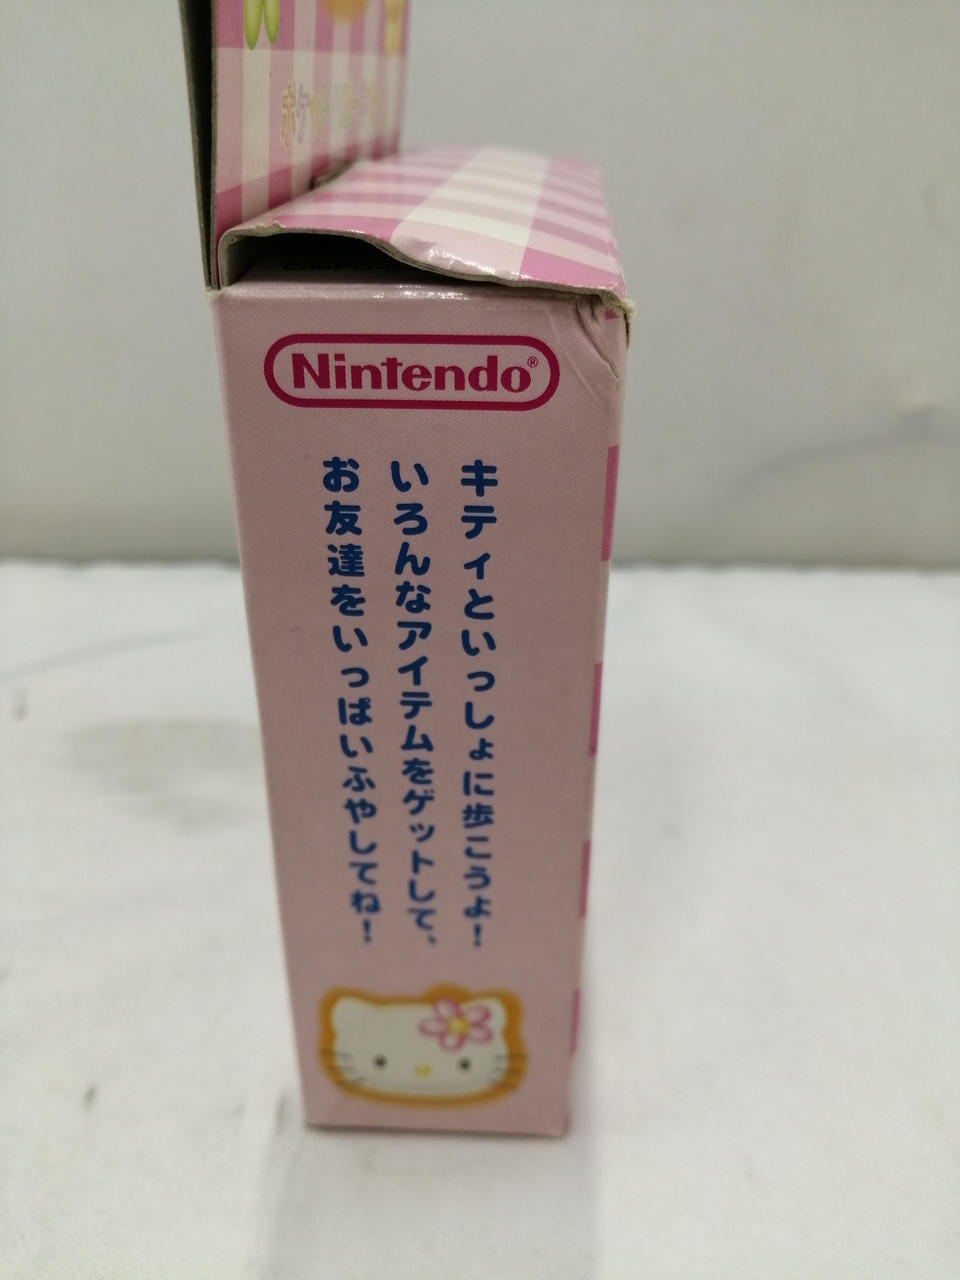 Nintendo®
キティといっしょに歩こうよ！
いろんなアイテムをゲットして、
お友達をいっぱいふやしてね！